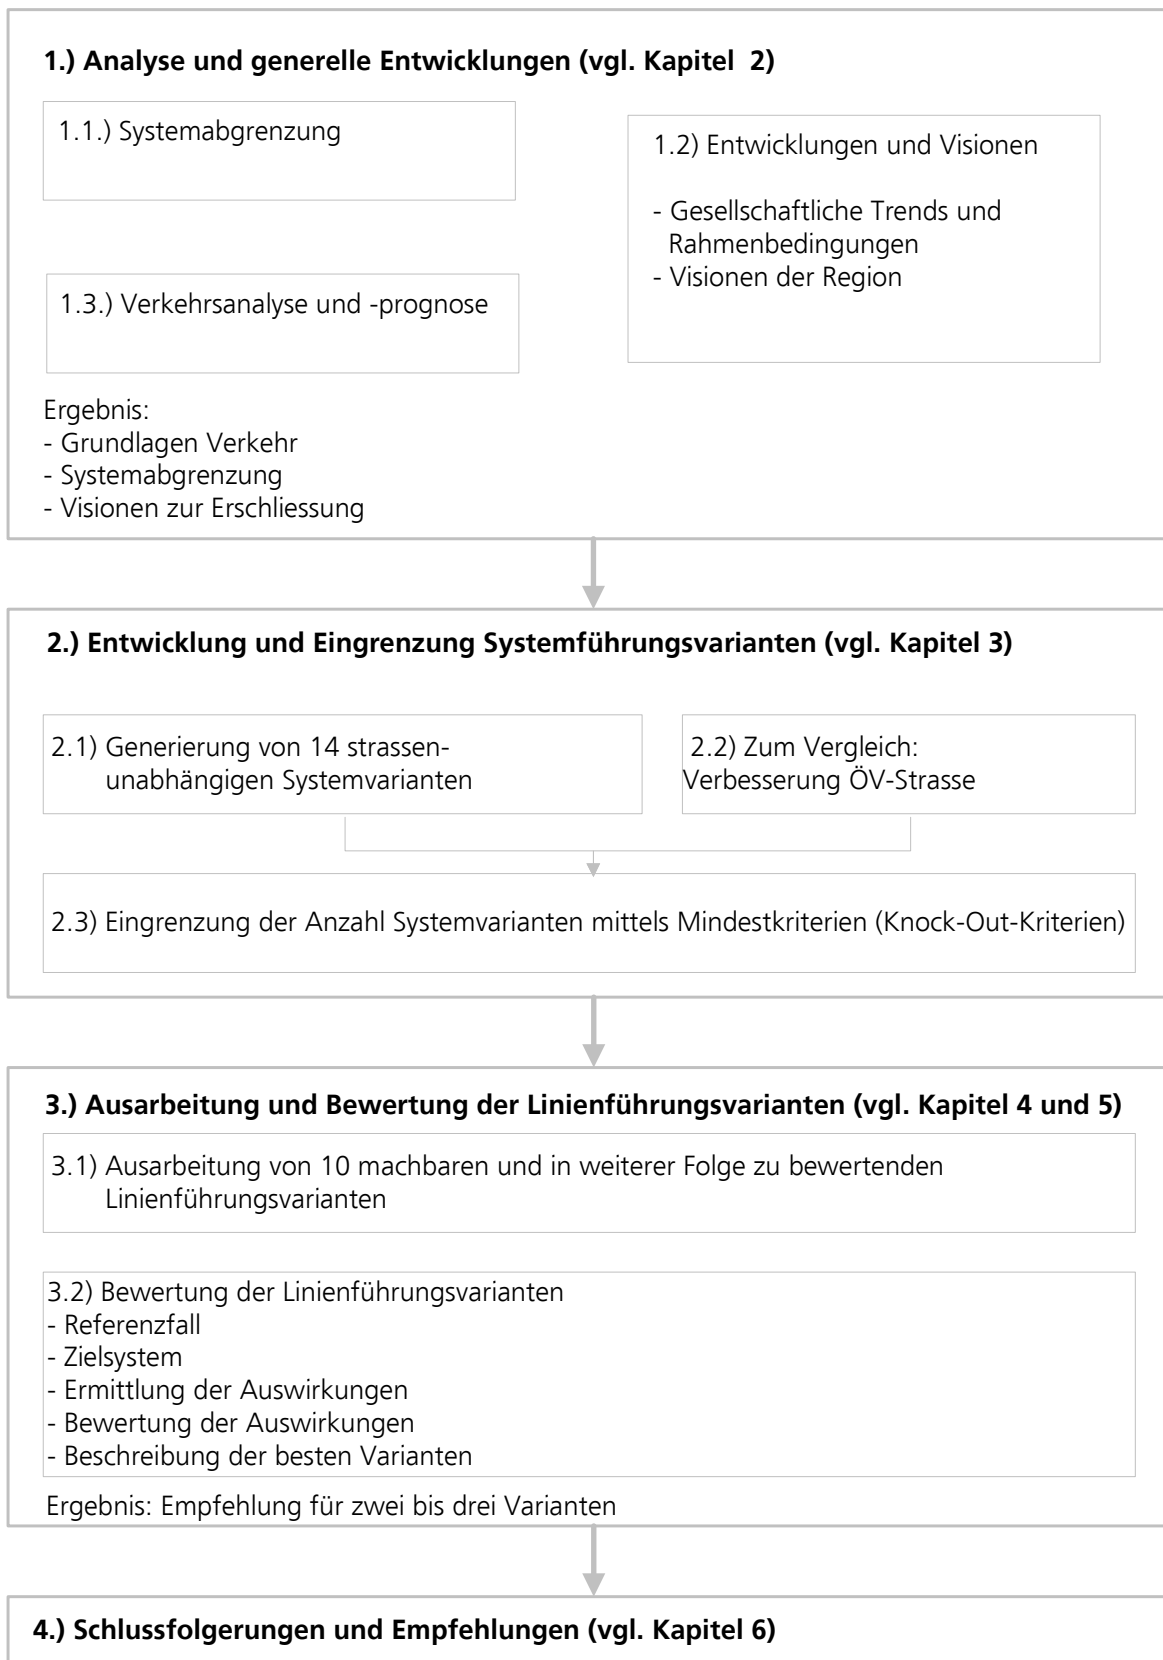 1.) Analyse und generelle Entwicklungen (vgl. Kapitel 2)
1.1.) Systemabgrenzung
1.2) Entwicklungen und Visionen
- Gesellschaftliche Trends und
Rahmenbedingungen
- Visionen der Region
1.3.) Verkehrsanalyse und -prognose
Ergebnis:
- Grundlagen Verkehr
- Systemabgrenzung
- Visionen zur Erschliessung
2.) Entwicklung und Eingrenzung Systemführungsvarianten (vgl. Kapitel 3)
2.1) Generierung von 14 strassen-
unabhängigen Systemvarianten
2.2) Zum Vergleich:
Verbesserung ÖV-Strasse
2.3) Eingrenzung der Anzahl Systemvarianten mittels Mindestkriterien (Knock-Out-Kriterien)
3.) Ausarbeitung und Bewertung der Linienführungsvarianten (vgl. Kapitel 4 und 5)
3.1) Ausarbeitung von 10 machbaren und in weiterer Folge zu bewertenden
Linienführungsvarianten
3.2) Bewertung der Linienführungsvarianten
- Referenzfall
- Zielsystem
- Ermittlung der Auswirkungen
- Bewertung der Auswirkungen
- Beschreibung der besten Varianten
Ergebnis: Empfehlung für zwei bis drei Varianten
4.) Schlussfolgerungen und Empfehlungen (vgl. Kapitel 6)